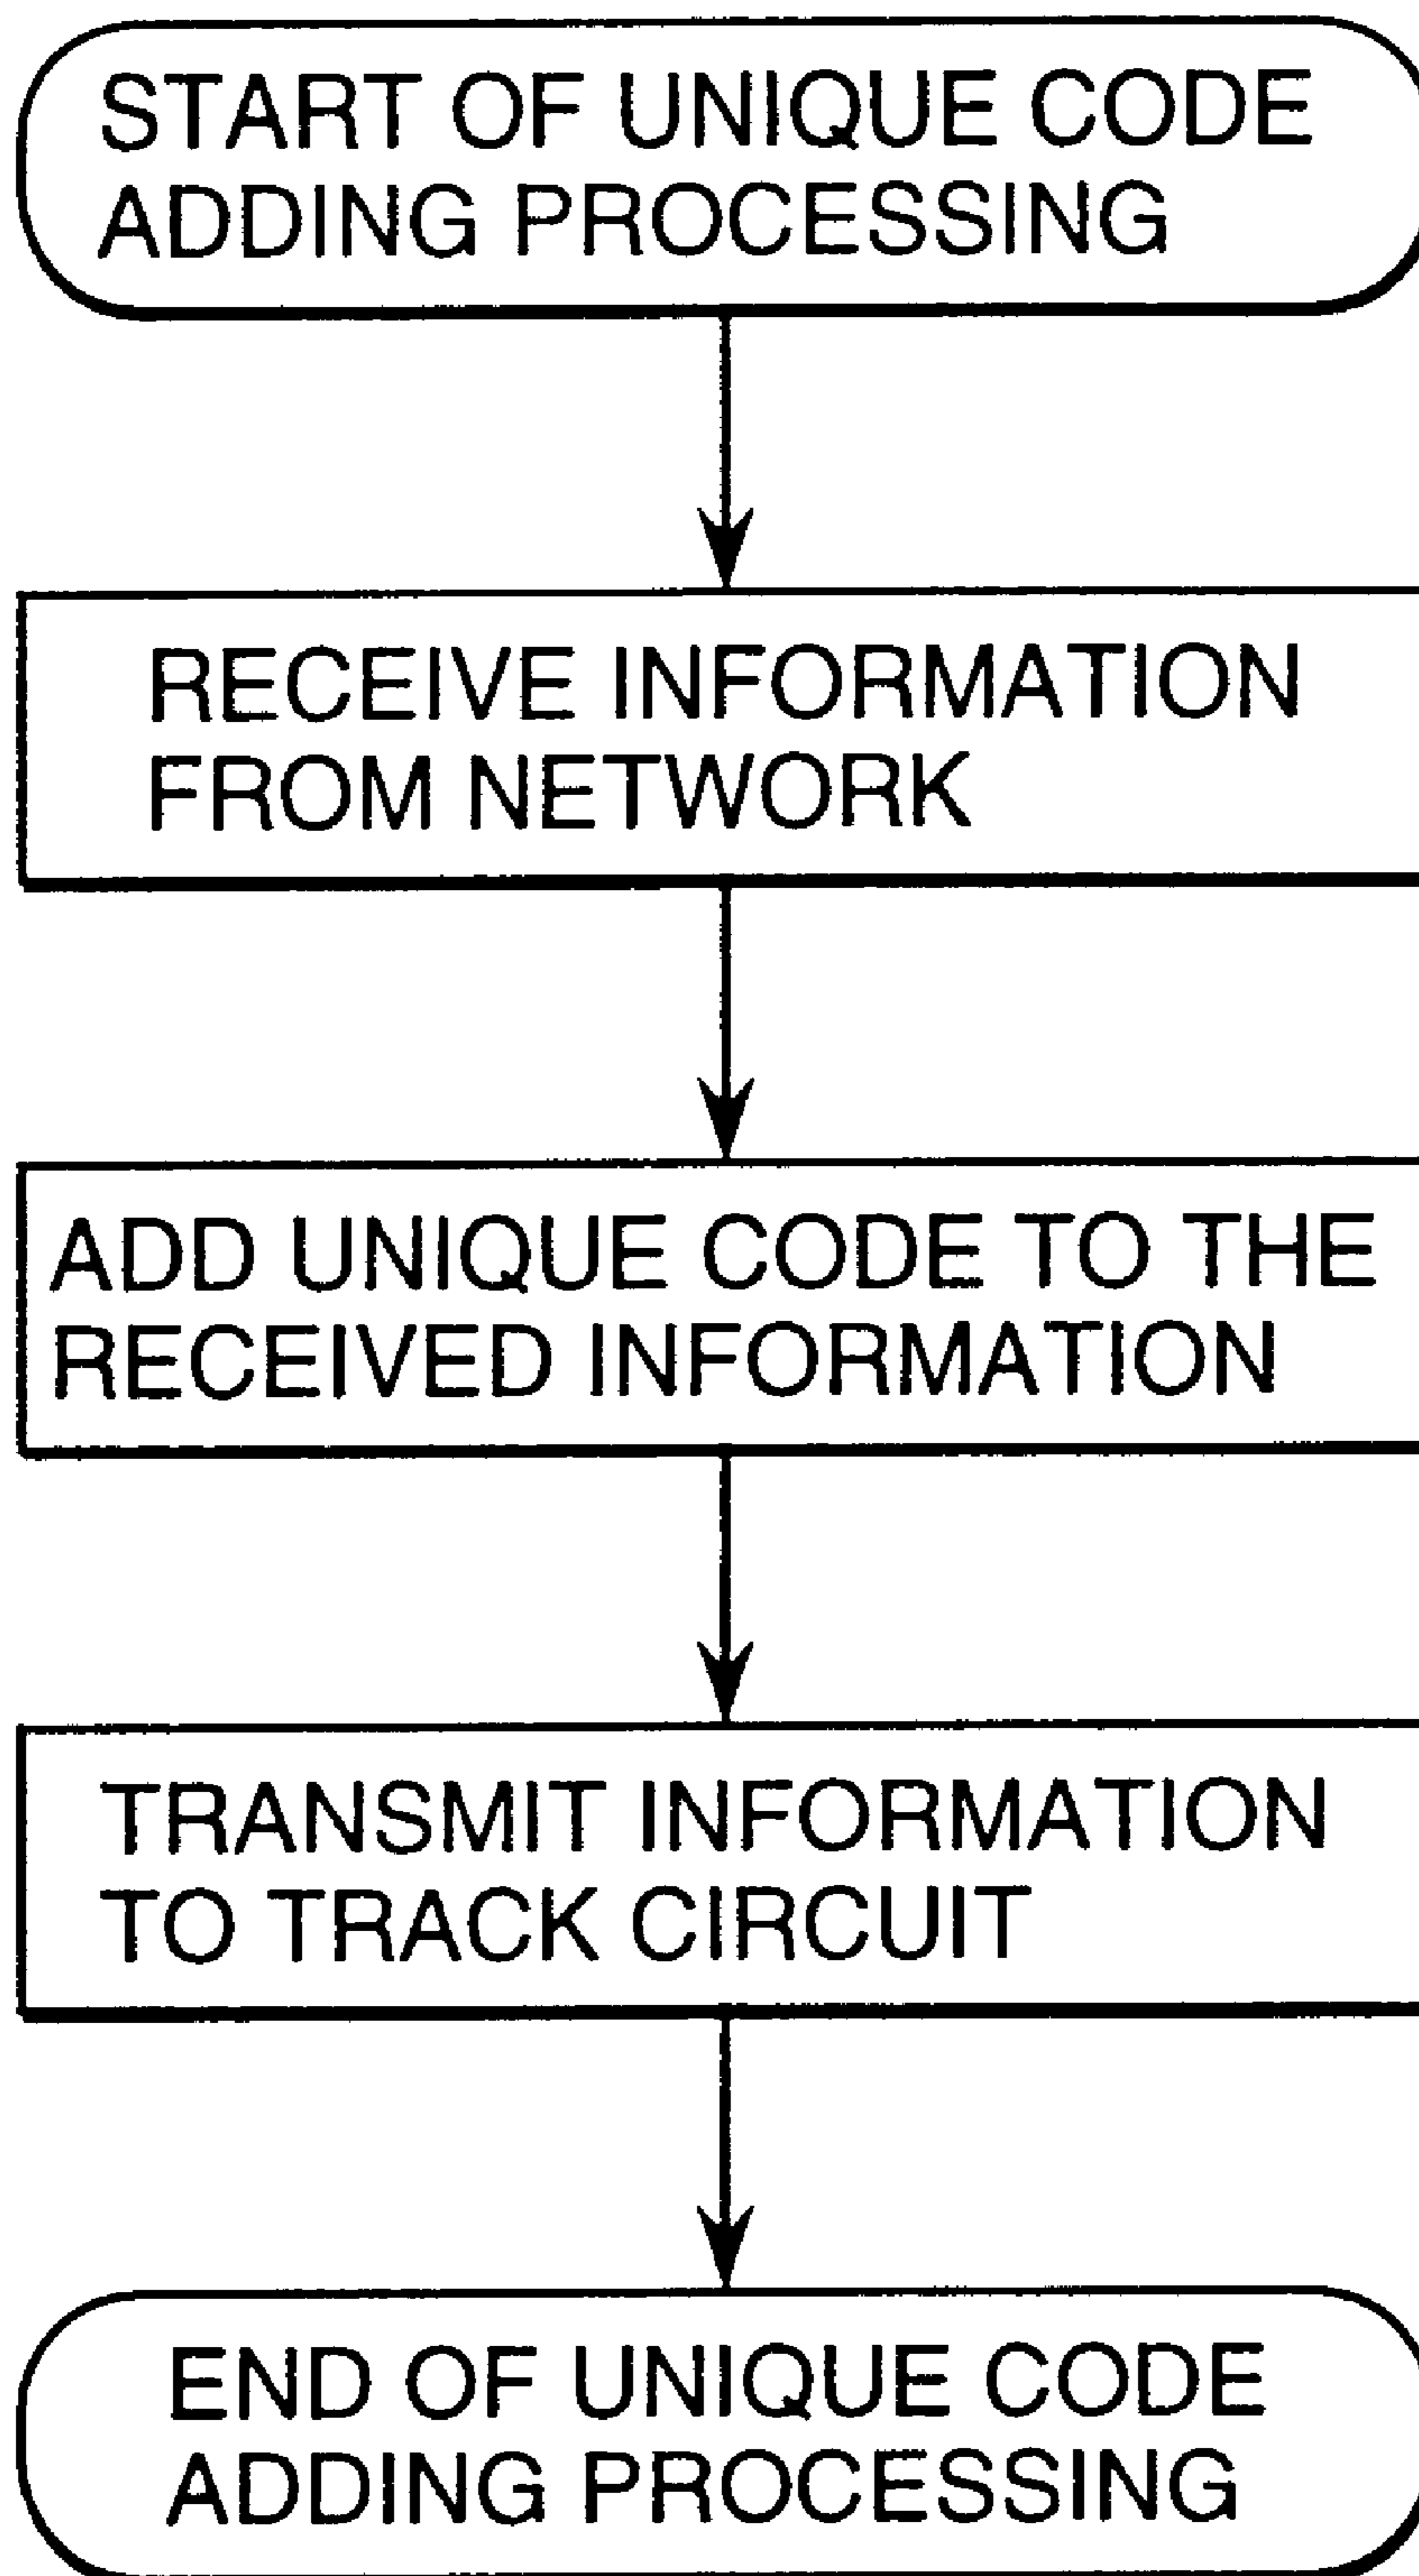 START OF UNIQUE CODE
ADDING PROCESSING
RECEIVE INFORMATION
FROM NETWORK
ADD UNIQUE CODE TO THE
RECEIVED INFORMATION
TRANSMIT INFORMATION
TO TRACK CIRCUIT
END OF UNIQUE CODE
ADDING PROCESSING